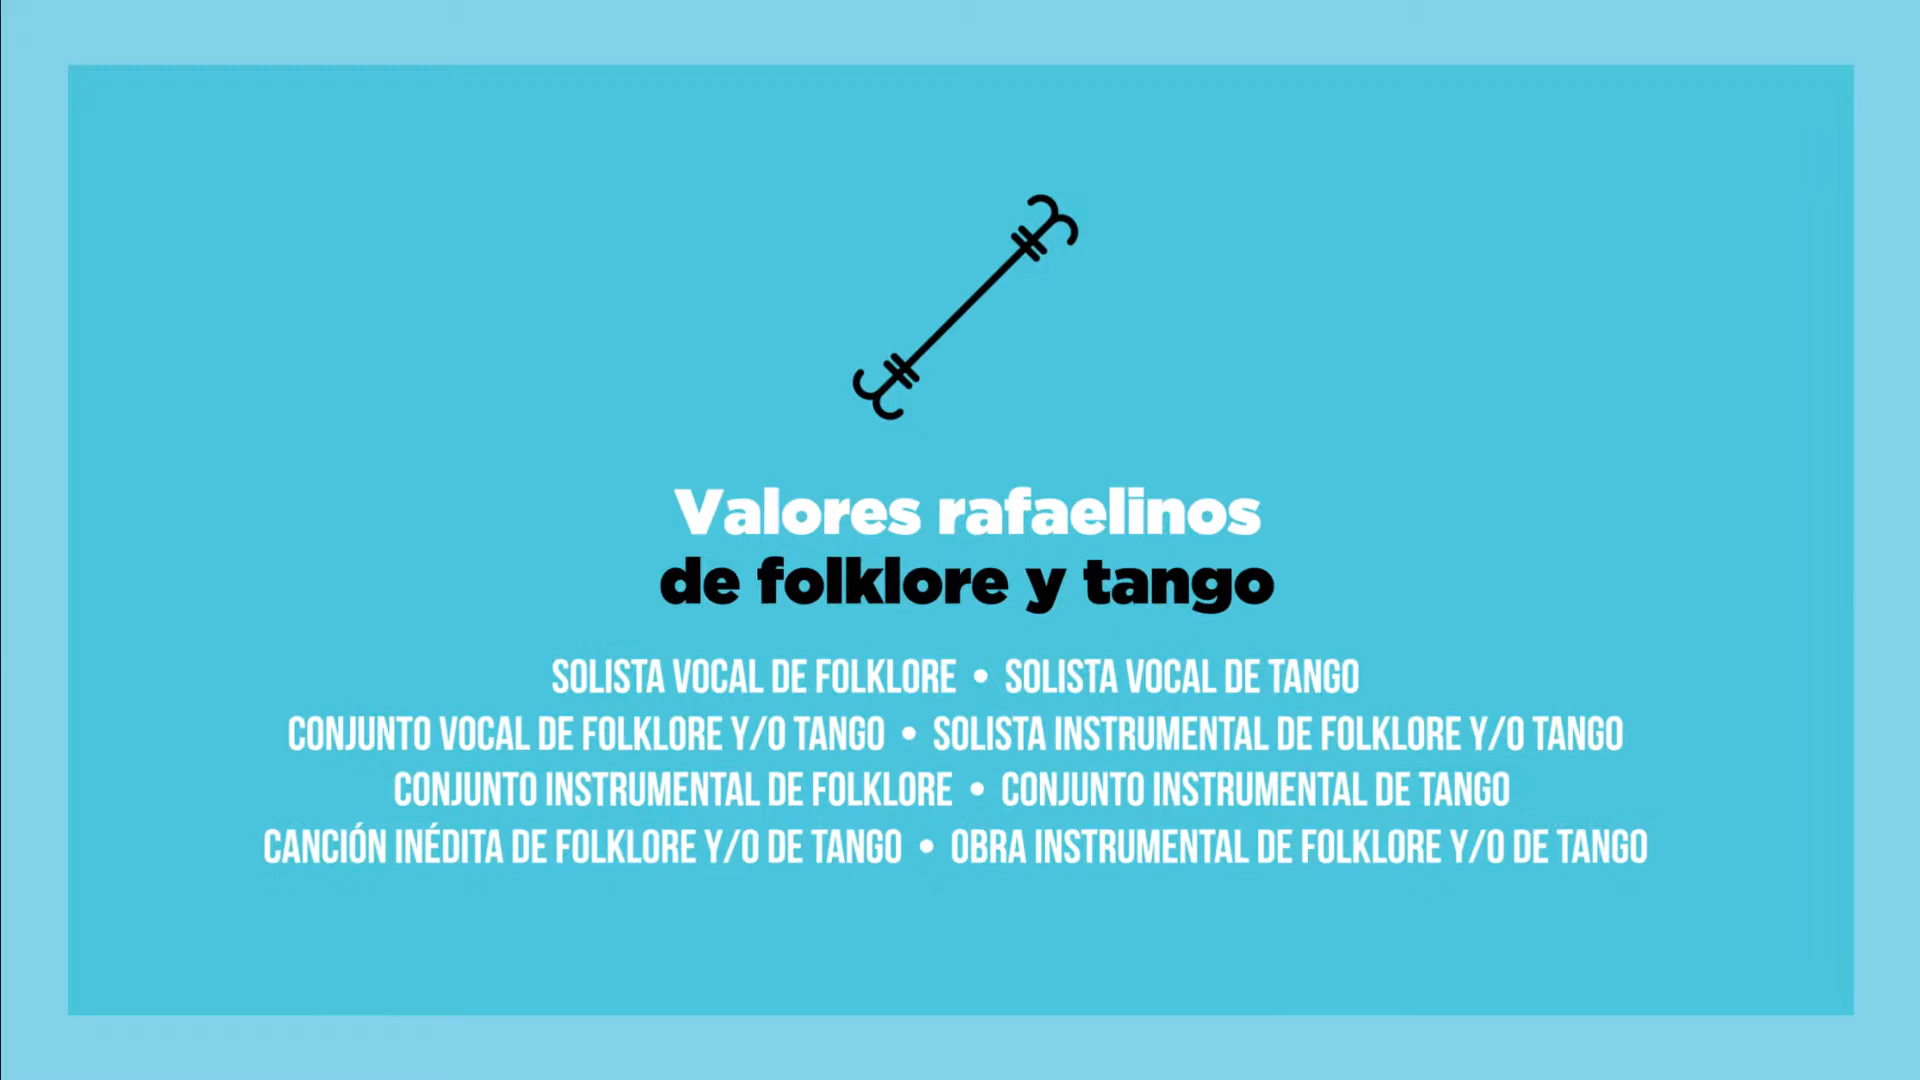 Valores rafaelinos
de folklore y tango
SOLISTA VOCAL DE FOLKLORE • SOLISTA VOCAL DE TANGO
CONJUNTO VOCAL DE FOLKLORE Y/O TANGO • SOLISTA INSTRUMENTAL DE FOLKLORE Y/O TANGO
CONJUNTO INSTRUMENTAL DE FOLKLORE • CONJUNTO INSTRUMENTAL DE TANGO
CANCIÓN INÉDITA DE FOLKLORE Y/O DE TANGO • OBRA INSTRUMENTAL DE FOLKLORE Y/O DE TANGO